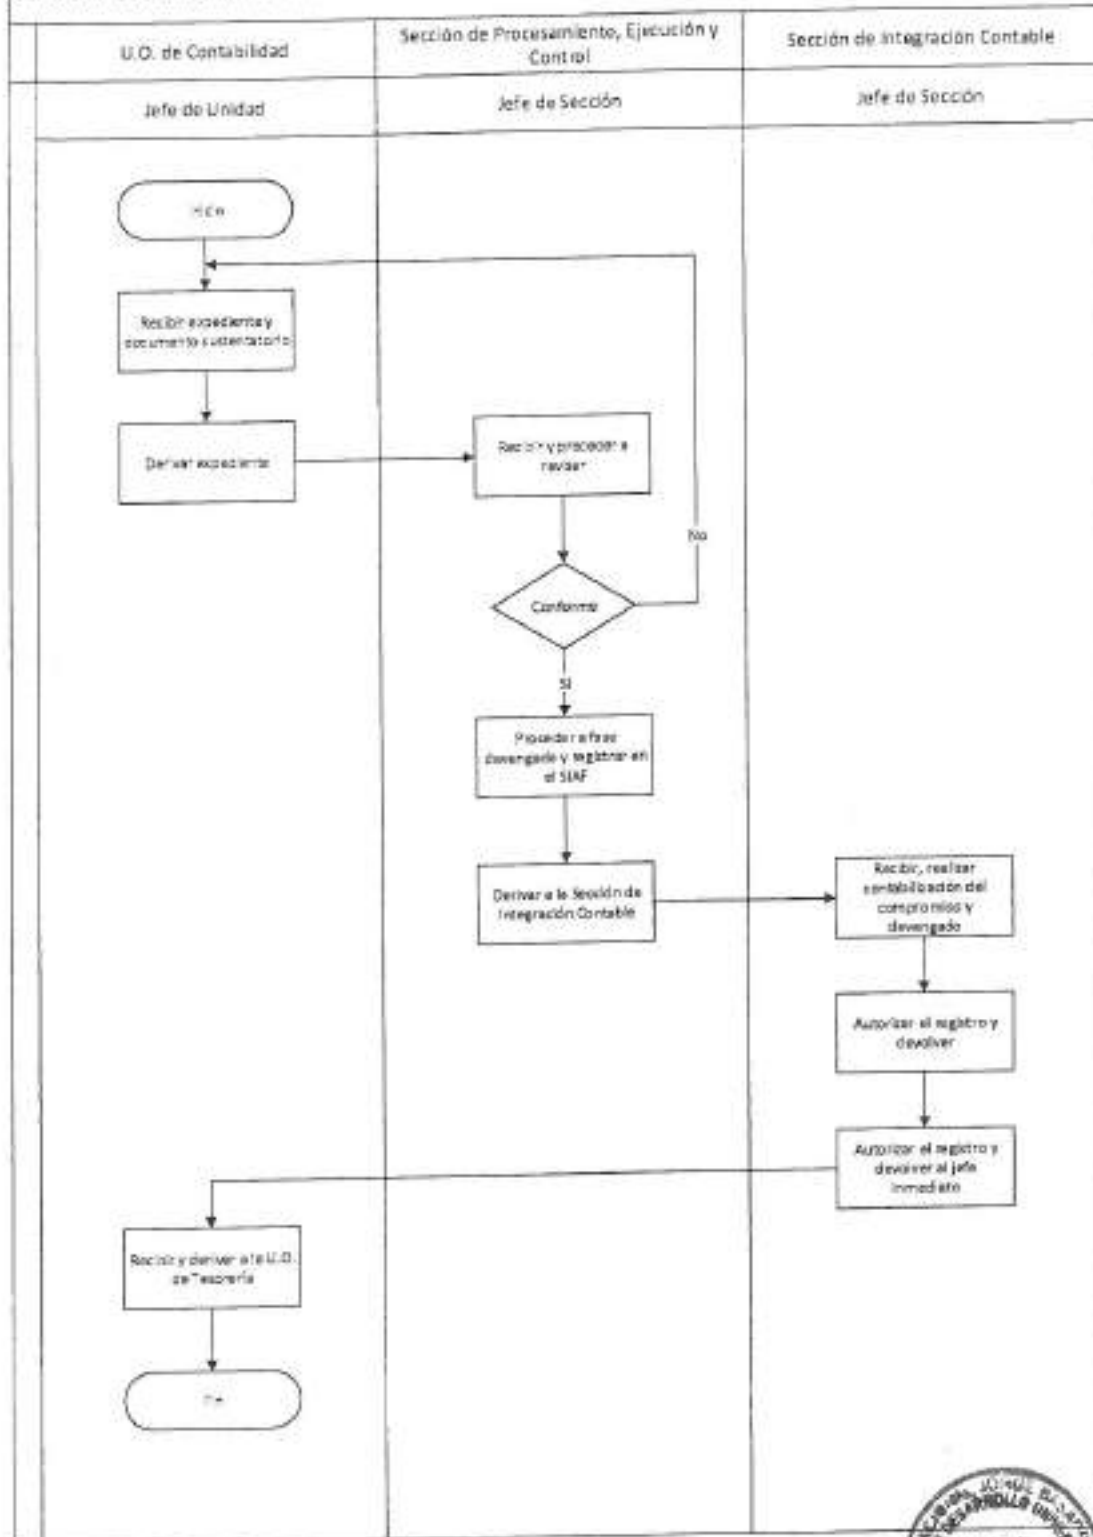 U.O. de Contabilidad
Sección de Procesamiento, Ejecución y
Control
Sección de Integración Contable
Jefe de Unidad
Jefe de Sección
Jefe de Sección
Inicio
Recibir expediente y
documento sustentatorio
Derivar expediente
Recibir y proceder a
revisar
No
Conforme
Si
Proceder a fase
devengado y registrar en
el SIAF
Derivar a la Sección de
Integración Contable
Recibir, realizar
contabilización del
compromiso y
devengado
Autorizar el registro y
devolver
Autorizar el registro y
devolver al jefe
inmediato
Recibir y derivar a la U.O.
de Tesorería
Fin
DESARROLLO